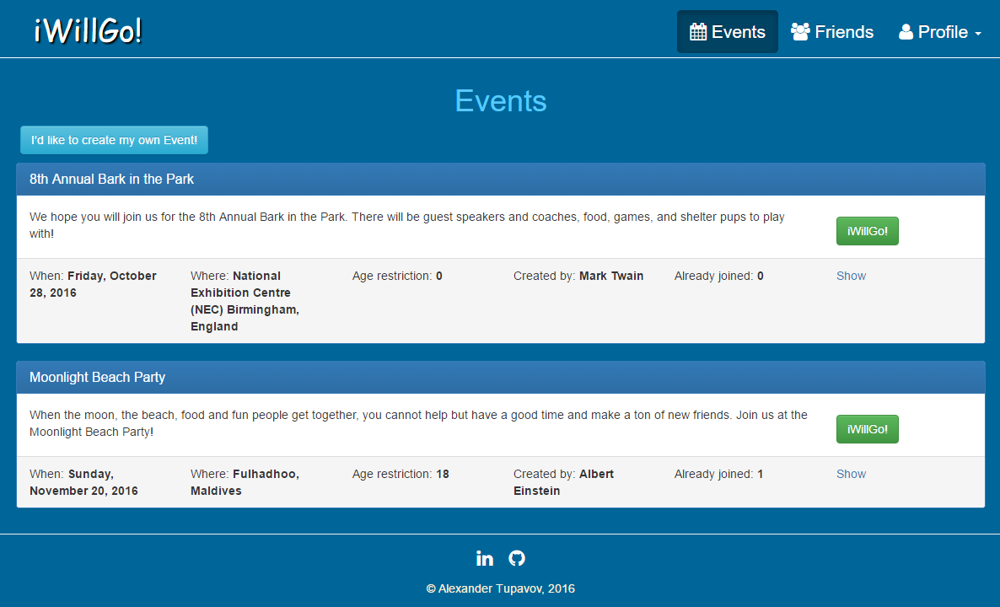 iWillGo!
Events
Friends
Profile
Events
I'd like to create my own Event!
8th Annual Bark in the Park
We hope you will join us for the 8th Annual Bark in the Park. There will be guest speakers and coaches, food, games, and shelter pups to play
with!
iWillGo!
When: Friday, October
28, 2016
Where: National
Exhibition Centre
(NEC) Birmingham,
England
Age restriction: 0
Created by: Mark Twain
Already joined: 0
Show
Moonlight Beach Party
When the moon, the beach, food and fun people get together, you cannot help but have a good time and make a ton of new friends. Join us at the
Moonlight Beach Party!
iWillGo!
When: Sunday,
November 20, 2016
Where: Fulhadhoo,
Maldives
Age restriction: 18
Created by: Albert
Einstein
Already joined: 1
Show
in
© Alexander Tupavov, 2016